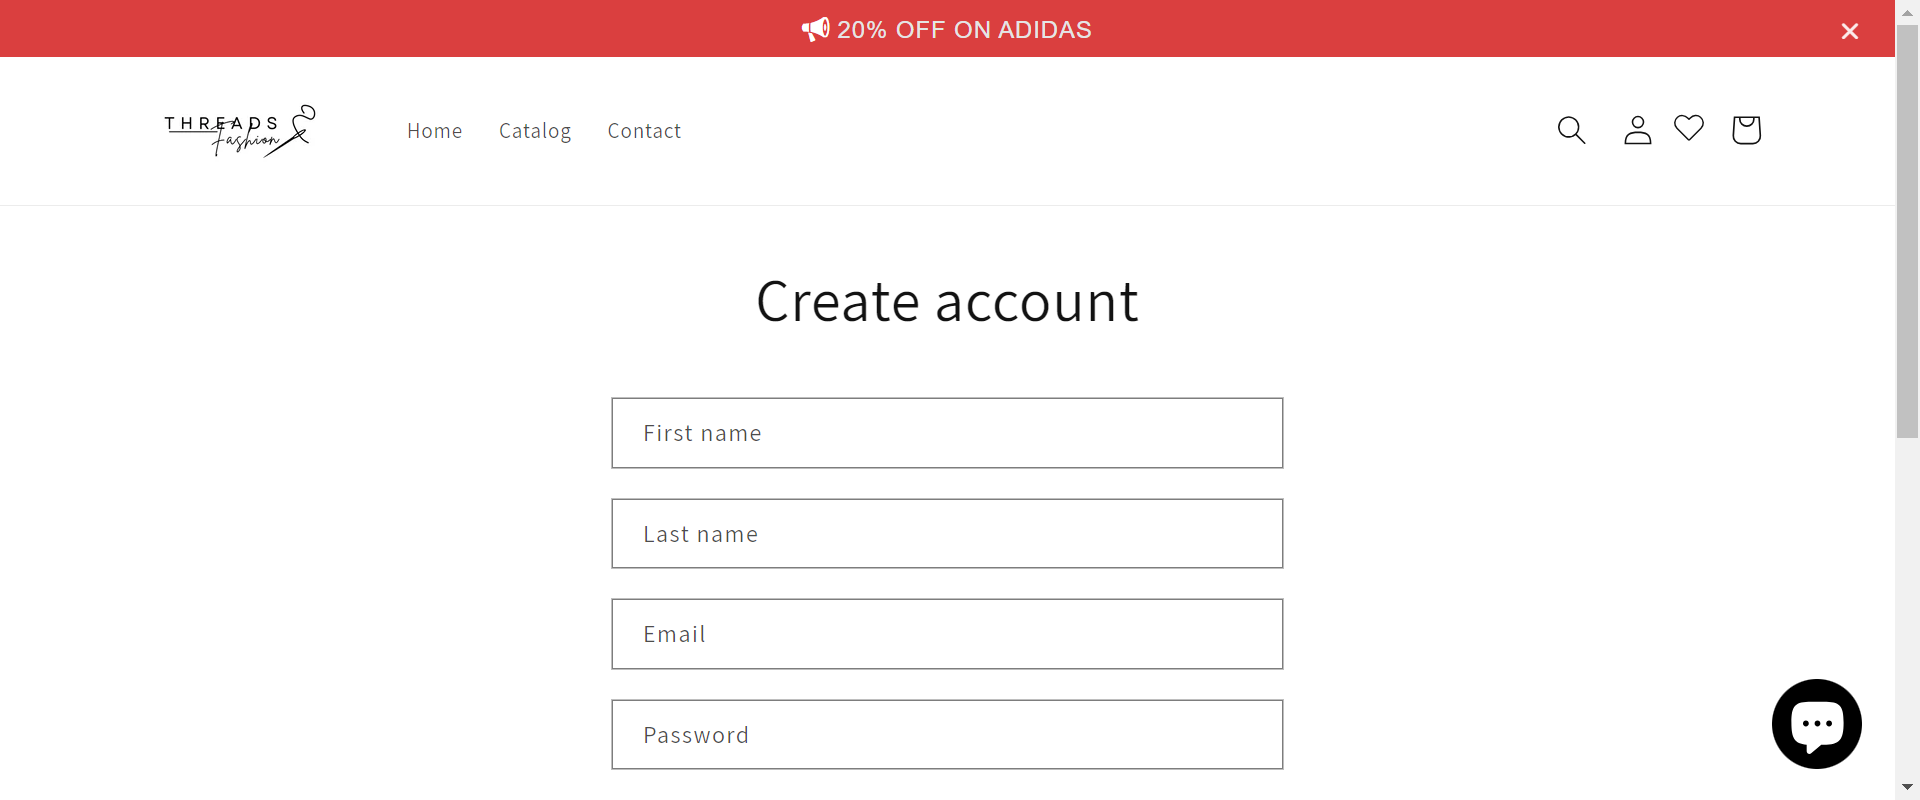 20% OFF ON ADIDAS
THREADS
Fashion
Home
Catalog
Contact
Create account
First name
Last name
Email
Password